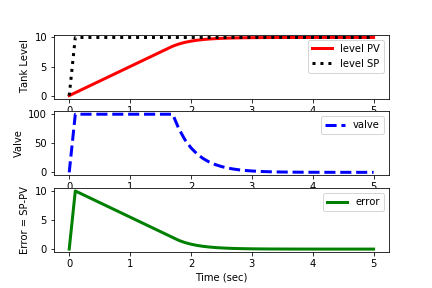 10
5
0
Tank Level
level PV
level SP
0 1 2 3 4 5
100
50
0
Valve
valve
0 1 2 3 4 5
10
5
0
Error = SP-PV
error
0 1 2 3 4 5
Time (sec)